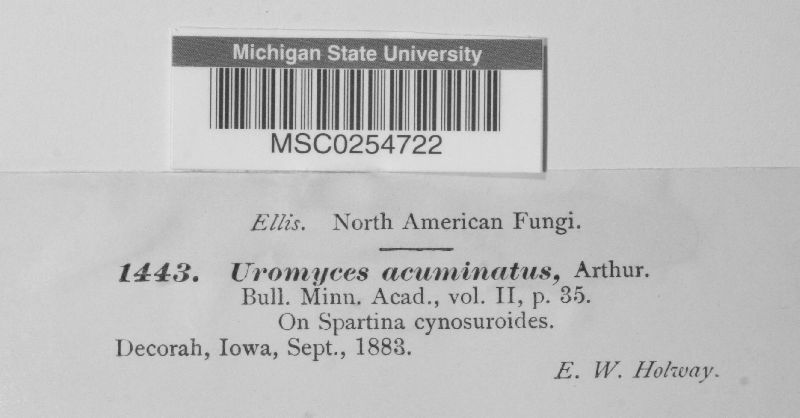 Michigan State University
MSC0254722
Ellis. North American Fungi.
1443. Uromyces acuminatus, Arthur.
Bull. Minn. Acad., vol. II, p. 35.
On Spartina cynosuroides.
Decorah, Iowa, Sept., 1883.
E. W. Holway.